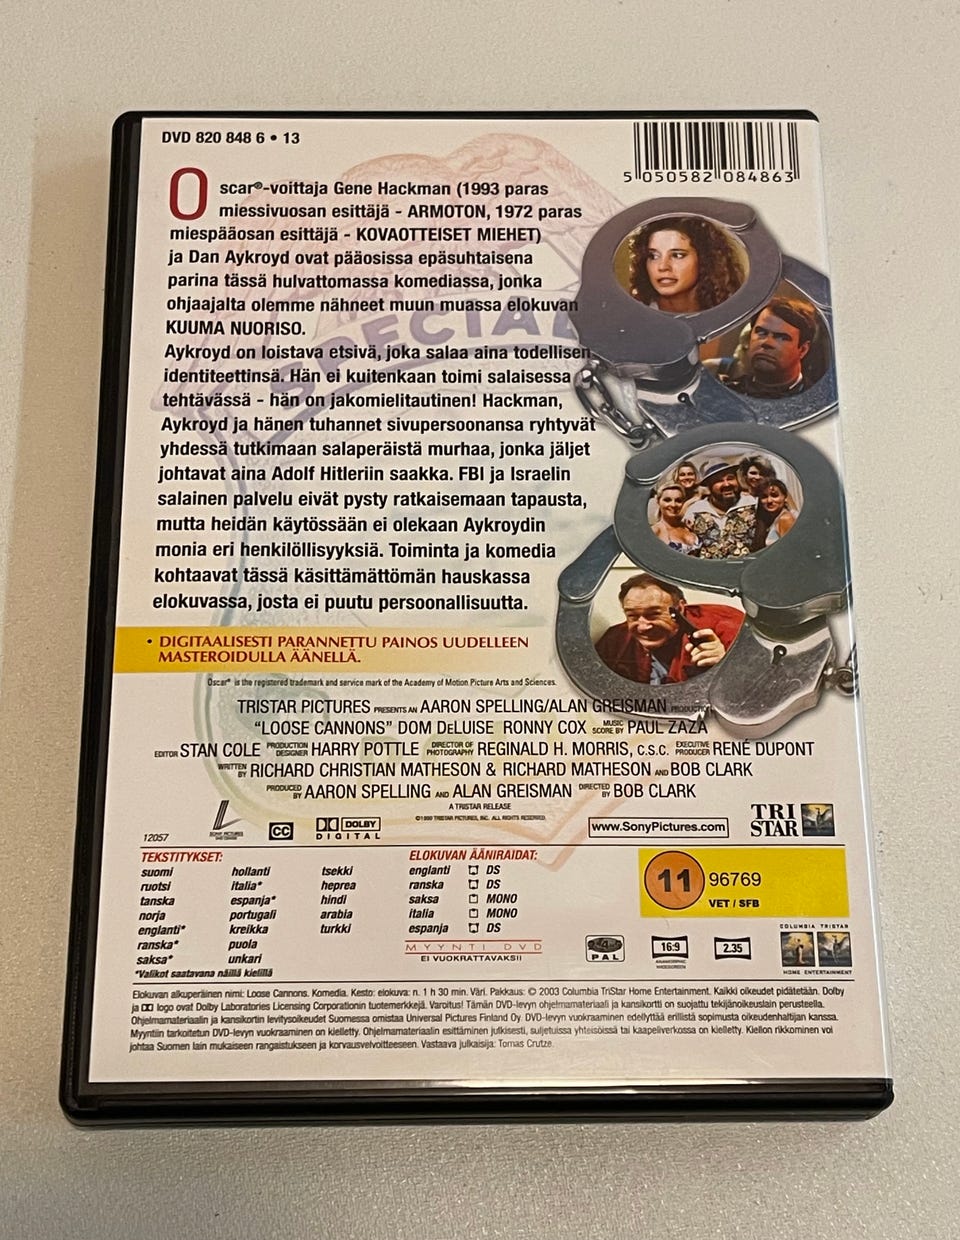 DVD 820 848 6 • 13
5 050582 084863
Oscar®-voittaja Gene Hackman (1993 paras
miessivuosan esittäjä - ARMOTON, 1972 paras
miespääosan esittäjä - KOVAOTTEISET MIEHET)
ja Dan Aykroyd ovat pääosissa epäsuhtaisena
parina tässä hulvattomassa komediassa, jonka
ohjaajalta olemme nähneet muun muassa elokuvan
KUUMA NUORISO.
Aykroyd on loistava etsivä, joka salaa aina todellisen
identiteettinsä. Hän ei kuitenkaan toimi salaisessa
tehtävässä - hän on jakomielitautinen! Hackman,
Aykroyd ja hänen tuhannet sivupersoonansa ryhtyvät
yhdessä tutkimaan salaperäistä murhaa, jonka jäljet
johtavat aina Adolf Hitleriin saakka. FBI ja Israelin
salainen palvelu eivät pysty ratkaisemaan tapausta,
mutta heidän käytössään ei olekaan Aykroydin
monia eri henkilöllisyyksiä. Toiminta ja komedia
kohtaavat tässä käsittämättömän hauskassa
elokuvassa, josta ei puutu persoonallisuutta.
SPECIAL
• DIGITAALISESTI PARANNETTU PAINOS UUDELLEEN
MASTEROIDULLA ÄÄNELLÄ.
Oscar® is the registered trademark and service mark of the Academy of Motion Picture Arts and Sciences.
TRISTAR PICTURES PRESENTS AN AARON SPELLING/ALAN GREISMAN PRODUCTION
"LOOSE CANNONS" DOM DeLUISE RONNY COX MUSIC SCORE BY PAUL ZAZA
EDITOR STAN COLE PRODUCTION DESIGNER HARRY POTTLE DIRECTOR OF PHOTOGRAPHY REGINALD H. MORRIS, C.S.C. EXECUTIVE PRODUCER RENÉ DUPONT
WRITTEN BY RICHARD CHRISTIAN MATHESON & RICHARD MATHESON AND BOB CLARK
PRODUCED BY AARON SPELLING AND ALAN GREISMAN DIRECTED BY BOB CLARK
A TRISTAR RELEASE
©1990 TRISTAR PICTURES, INC. ALL RIGHTS RESERVED.
12057
SONY PICTURES
CC
DOLBY
DIGITAL
www.SonyPictures.com
TRI
STAR
TEKSTITYKSET:
suomi hollanti tsekki
ruotsi italia* heprea
tanska espanja* hindi
norja portugali arabia
englanti* kreikka turkki
ranska* puola
saksa* unkari
*Valikot saatavana näillä kielillä
ELOKUVAN ÄÄNIRAIDAT:
englanti DS
ranska DS
saksa MONO
italia MONO
espanja DS
MYYNTI DVD
EI VUOKRATTAVAKSI!
11 96769
VET / SFB
PAL
16:9
ANAMORPHIC
WIDESCREEN
2.35
COLUMBIA TRISTAR
HOME ENTERTAINMENT
Elokuvan alkuperäinen nimi: Loose Cannons. Komedia. Kesto: elokuva: n. 1 h 30 min. Väri. Pakkaus: © 2003 Columbia TriStar Home Entertainment. Kaikki oikeudet pidätetään. Dolby
ja DD logo ovat Dolby Laboratories Licensing Corporationin tuotemerkkejä. Varoitus! Tämän DVD-levyn ohjelmamateriaali ja kansikortti on suojattu tekijänoikeuslain perusteella.
Ohjelmamateriaalin ja kansikortin levitysoikeudet Suomessa omistaa Universal Pictures Finland Oy. DVD-levyn vuokraaminen edellyttää erillistä sopimusta oikeudenhaltijan kanssa.
Myyntiin tarkoitetun DVD-levyn vuokraaminen on kielletty. Ohjelmamateriaalin esittäminen julkisesti, suljetuissa yhteisöissä tai kaapeliverkossa on kielletty. Kiellon rikkominen voi
johtaa Suomen lain mukaiseen rangaistukseen ja korvausvelvoitteeseen. Vastaava julkaisija: Tomas Crutze.